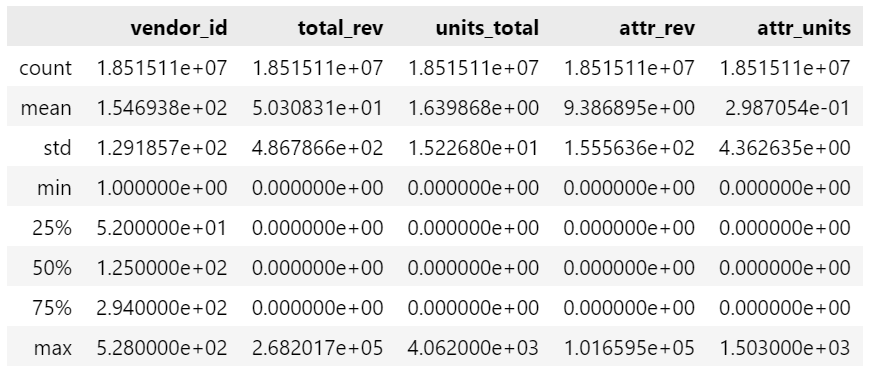 vendor_id total_rev units_total attr_rev attr_units
count 1.851511e+07 1.851511e+07 1.851511e+07 1.851511e+07 1.851511e+07
mean 1.546938e+02 5.030831e+01 1.639868e+00 9.386895e+00 2.987054e-01
std 1.291857e+02 4.867866e+02 1.522680e+01 1.555636e+02 4.362635e+00
min 1.000000e+00 0.000000e+00 0.000000e+00 0.000000e+00 0.000000e+00
25% 5.200000e+01 0.000000e+00 0.000000e+00 0.000000e+00 0.000000e+00
50% 1.250000e+02 0.000000e+00 0.000000e+00 0.000000e+00 0.000000e+00
75% 2.940000e+02 0.000000e+00 0.000000e+00 0.000000e+00 0.000000e+00
max 5.280000e+02 2.682017e+05 4.062000e+03 1.016595e+05 1.503000e+03